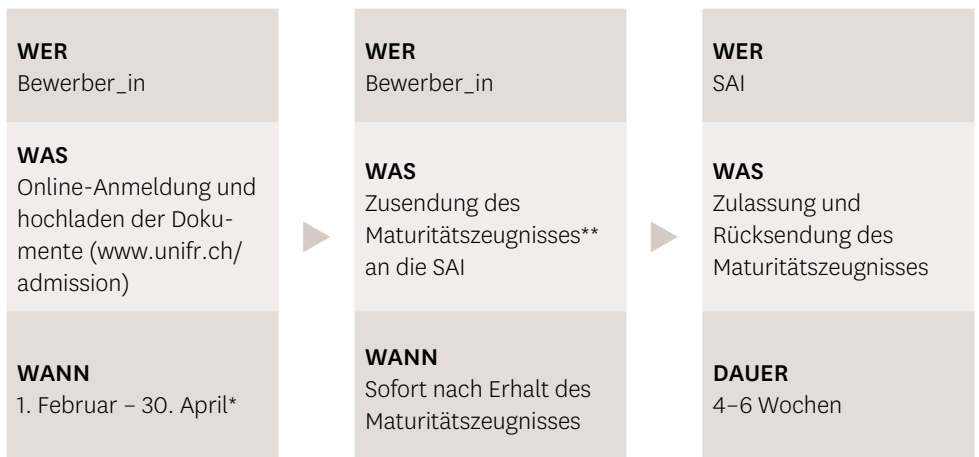 WER
Bewerber_in
WAS
Online-Anmeldung und
hochladen der Doku-
mente (www.unifr.ch/
admission)
WANN
1. Februar – 30. April*
WER
Bewerber_in
WAS
Zusendung des
Maturitätszeugnisses**
an die SAI
WANN
Sofort nach Erhalt des
Maturitätszeugnisses
WER
SAI
WAS
Zulassung und
Rücksendung des
Maturitätszeugnisses
DAUER
4–6 Wochen